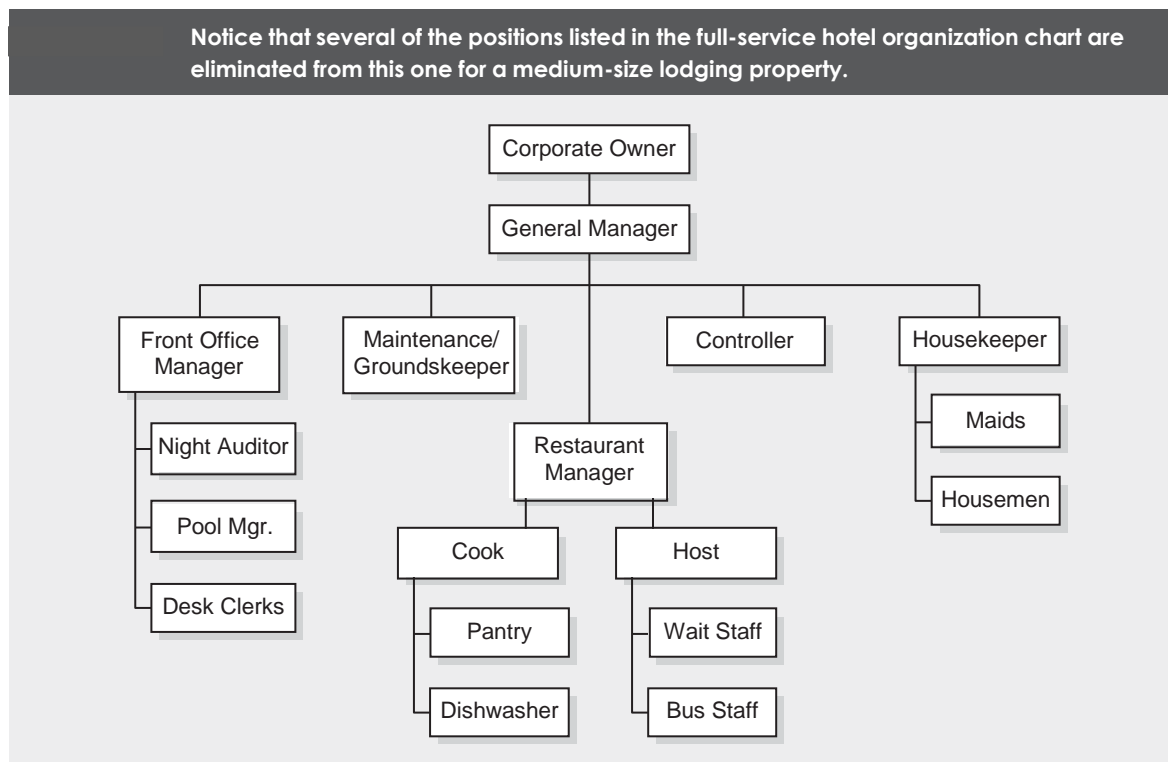 Notice that several of the positions listed in the full-service hotel organization chart are
eliminated from this one for a medium-size lodging property.
Corporate Owner
General Manager
Front Office
Manager
Maintenance/
Groundskeeper
Controller
Housekeeper
Night Auditor
Pool Mgr.
Desk Clerks
Restaurant
Manager
Cook
Host
Pantry
Dishwasher
Wait Staff
Bus Staff
Maids
Housemen